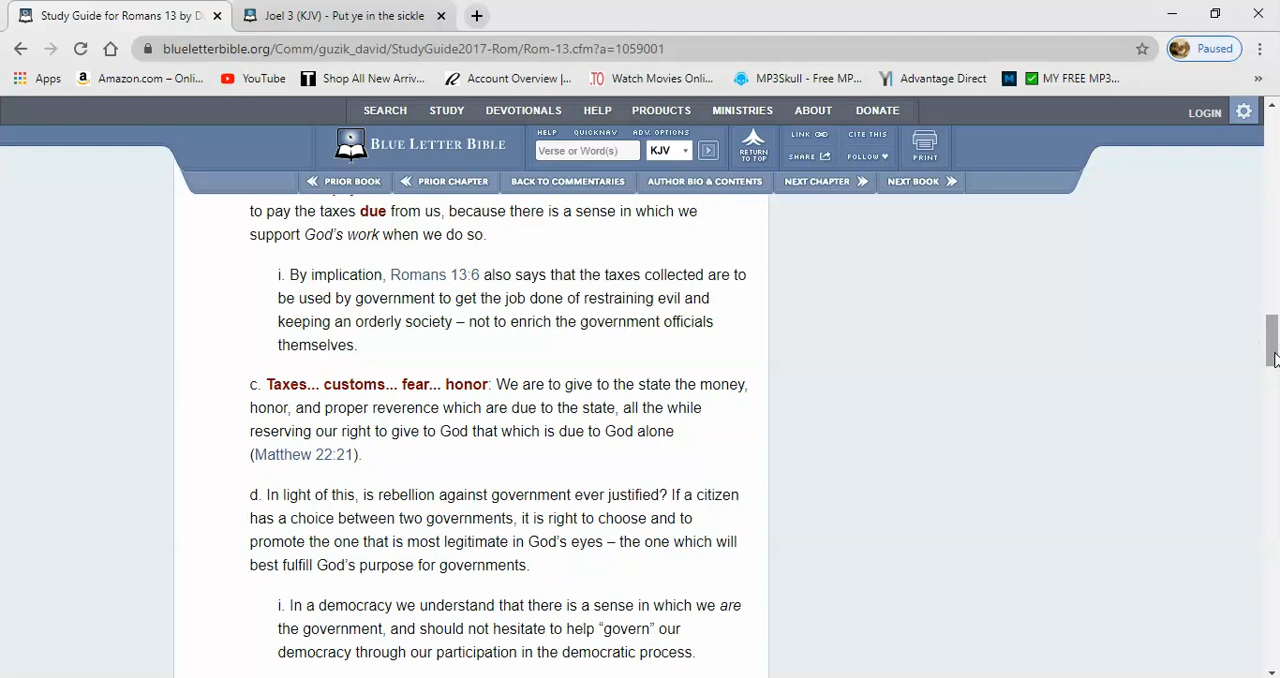 Study Guide for Romans 13 by D
Joel 3 (KJV) - Put ye in the sickle
blueletterbible.org/Comm/guzik_david/StudyGuide2017-Rom/Rom-13.cfm?a=1059001
Paused
Apps
Amazon.com – Onli...
YouTube
Shop All New Arriv...
Account Overview |...
Watch Movies Onli...
MP3Skull - Free MP...
Advantage Direct
MY FREE MP3...
SEARCH STUDY DEVOTIONALS HELP PRODUCTS MINISTRIES ABOUT DONATE
LOGIN
BLUE LETTER BIBLE
HELP QUICKNAV ADV. OPTIONS
Verse or Word(s)
KJV
RETURN TO TOP
LINK
CITE THIS
SHARE
FOLLOW
PRINT
PRIOR BOOK PRIOR CHAPTER BACK TO COMMENTARIES AUTHOR BIO & CONTENTS NEXT CHAPTER NEXT BOOK
to pay the taxes due from us, because there is a sense in which we
support God's work when we do so.
i. By implication, Romans 13:6 also says that the taxes collected are to
be used by government to get the job done of restraining evil and
keeping an orderly society – not to enrich the government officials
themselves.
c. Taxes... customs... fear... honor: We are to give to the state the money,
honor, and proper reverence which are due to the state, all the while
reserving our right to give to God that which is due to God alone
(Matthew 22:21).
d. In light of this, is rebellion against government ever justified? If a citizen
has a choice between two governments, it is right to choose and to
promote the one that is most legitimate in God's eyes – the one which will
best fulfill God's purpose for governments.
i. In a democracy we understand that there is a sense in which we are
the government, and should not hesitate to help "govern" our
democracy through our participation in the democratic process.